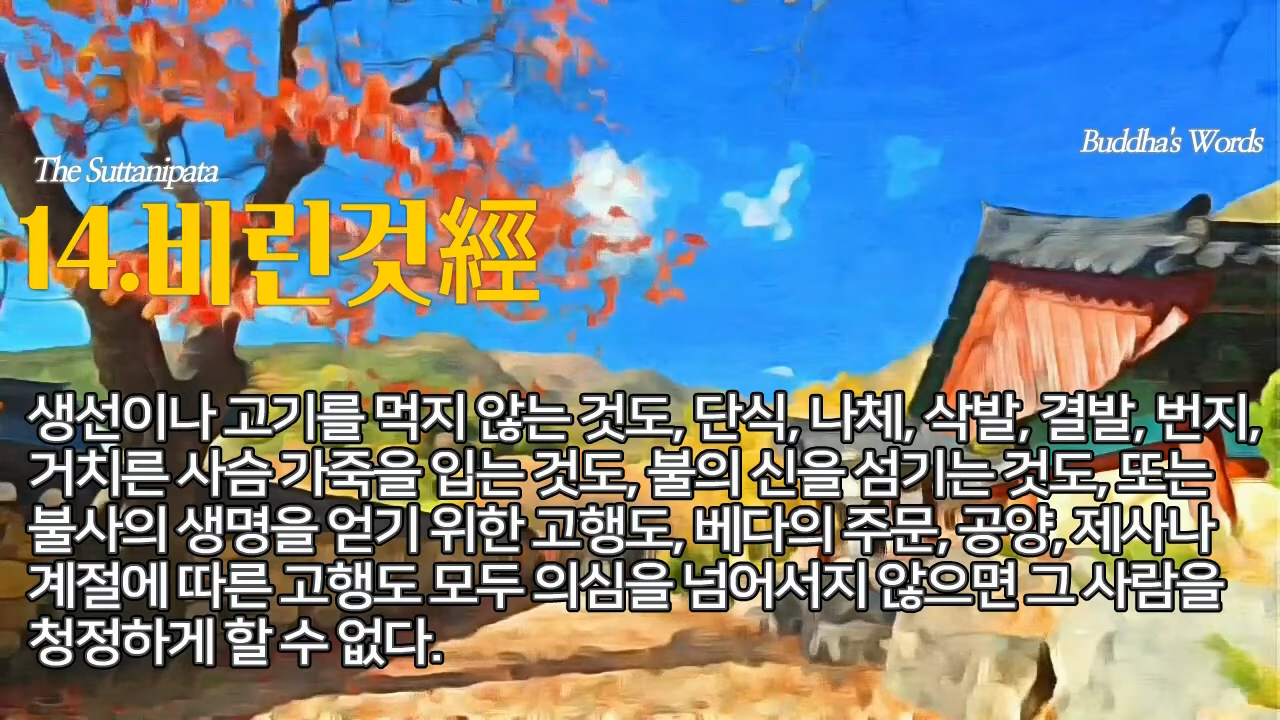 Buddha's Words
The Suttanipata
14.비린것經
생선이나 고기를 먹지 않는 것도, 단식, 나체, 삭발, 결발, 번지,
거치른 사슴 가죽을 입는 것도, 불의 신을 섬기는 것도, 또는
불사의 생명을 얻기 위한 고행도, 베다의 주문, 공양, 제사나
계절에 따른 고행도 모두 의심을 넘어서지 않으면 그 사람을
청정하게 할 수 없다.